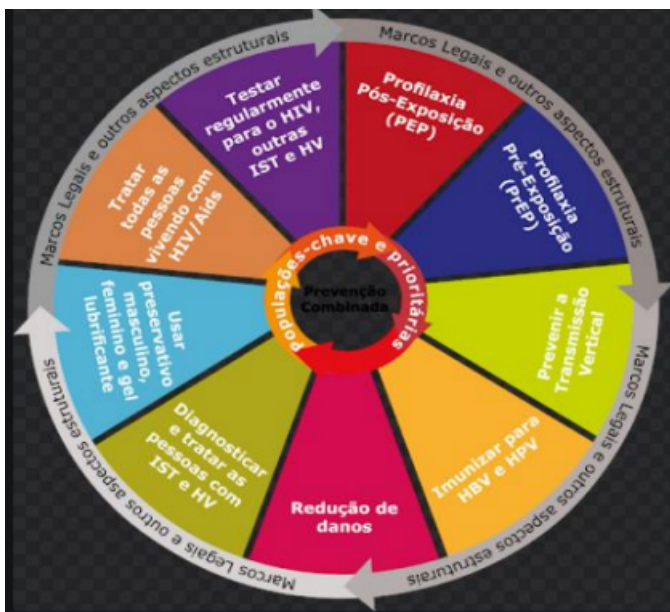 Marcos Legais e outros aspectos estruturais
Marcos Legais e outros aspectos estruturais
Testar
regularmente
para o HIV,
outras
IST e HV
Profilaxia
Pós-Exposição
(PEP)
Profilaxia
Pré-Exposição
(PrEP)
Prevenir a
Transmissão
Vertical
Imunizar para
HBV e HPV
Redução de
danos
Diagnosticar
e tratar as
pessoas com
IST e HV
Usar
preservativo
masculino,
feminino e gel
lubrificante
Tratar
todas as
pessoas
vivendo com
HIV/Aids
populações-chave e prioritárias
Prevenção
Combinada
Marcos Legais e outros aspectos estruturais
Marcos Legais e outros aspectos estruturais